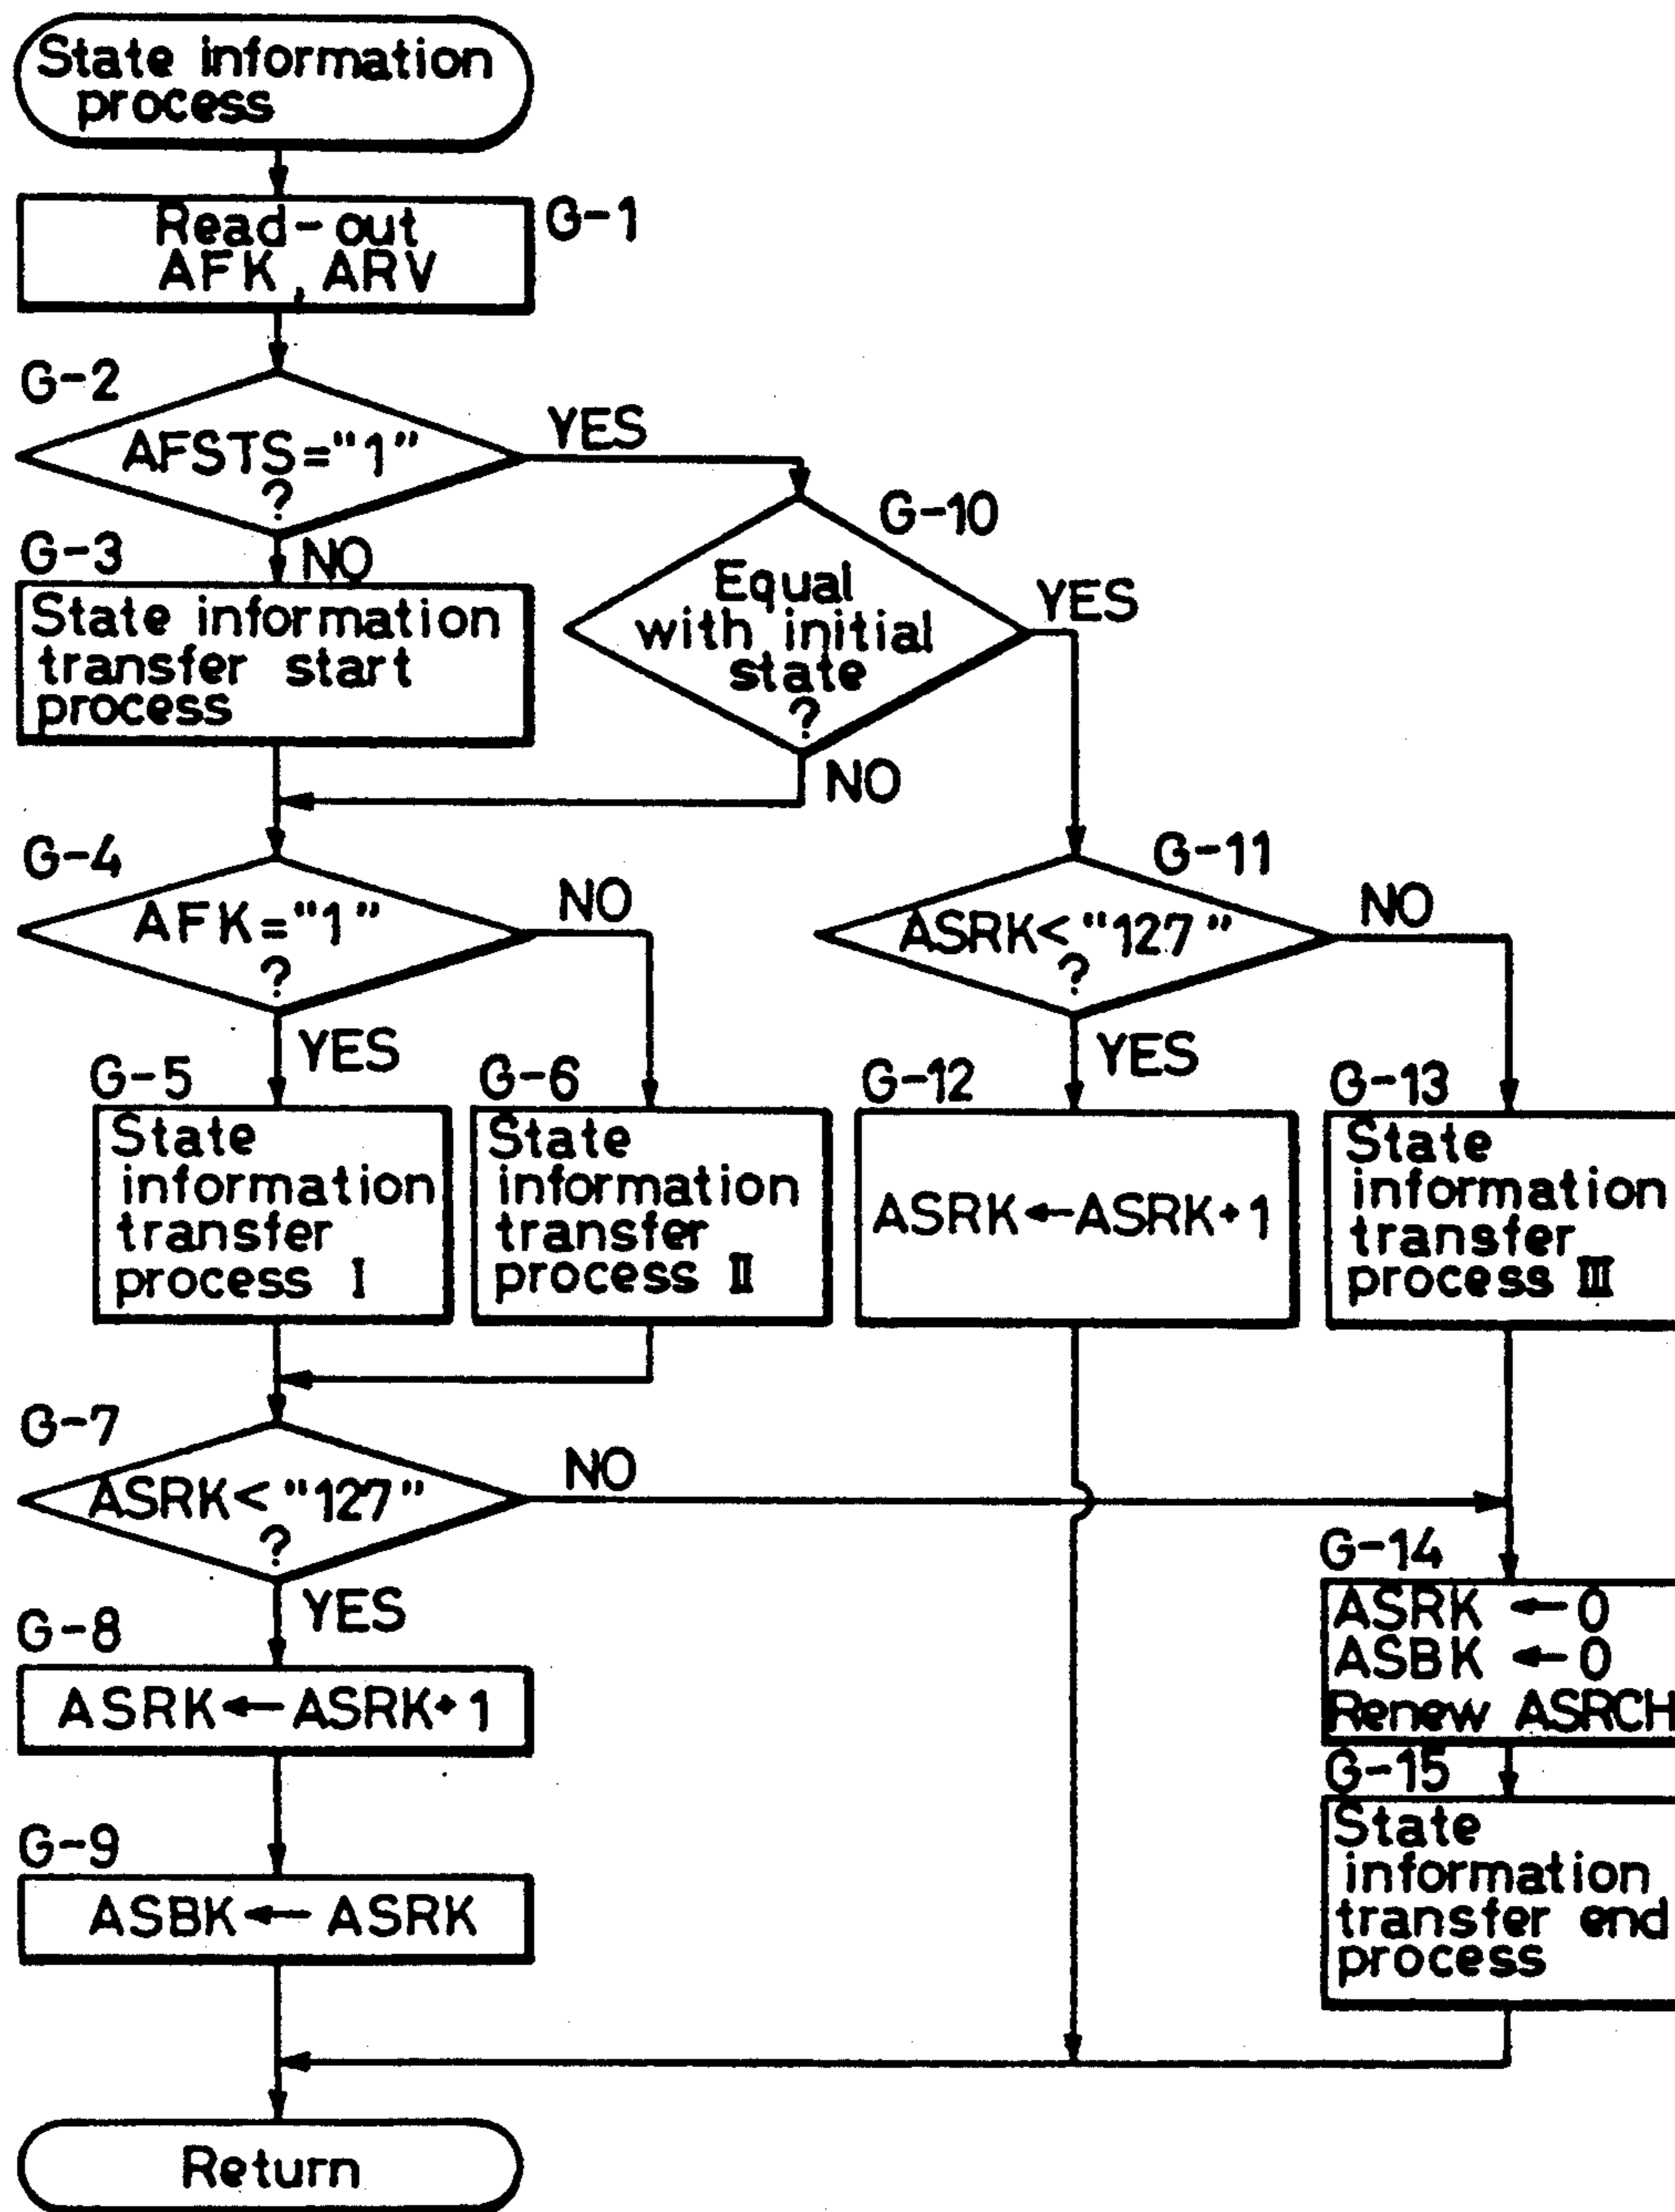 State information
process
Read-out
AFK, ARV
G-1
G-2
AFSTS="1"
?
YES
NO
G-3
State information
transfer start
process
G-10
Equal
with initial
state
?
YES
NO
G-4
AFK="1"
?
NO
YES
G-11
ASRK<"127"
?
NO
YES
G-5
State
information
transfer
process I
G-6
State
information
transfer
process II
G-12
ASRK←ASRK+1
G-13
State
information
transfer
process III
G-7
ASRK<"127"
?
NO
YES
G-8
ASRK←ASRK+1
G-9
ASBK←ASRK
G-14
ASRK←0
ASBK←0
Renew ASRCH
G-15
State
information
transfer end
process
Return